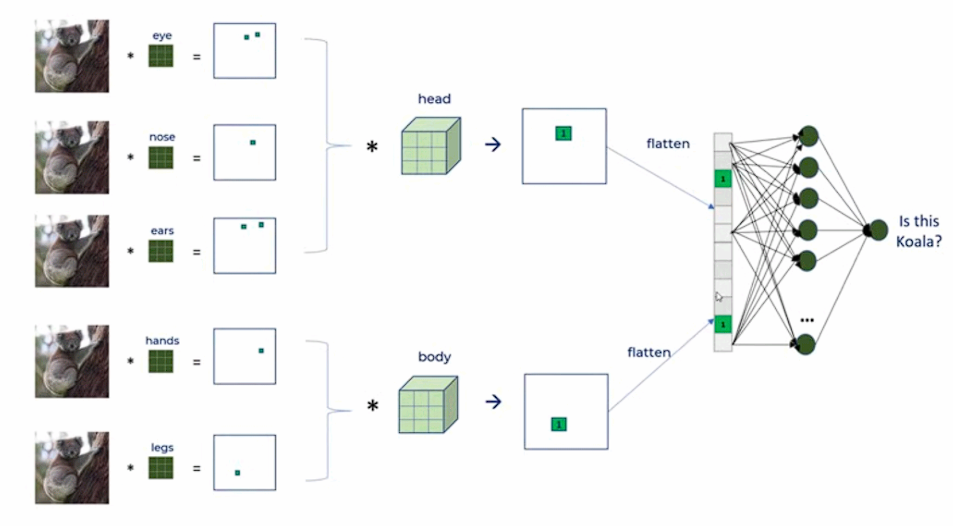 eye
* =
nose
* =
ears
* =
hands
* =
legs
* =
head
* →
1
body
* →
1
flatten
flatten
1
1
...
Is this
Koala?